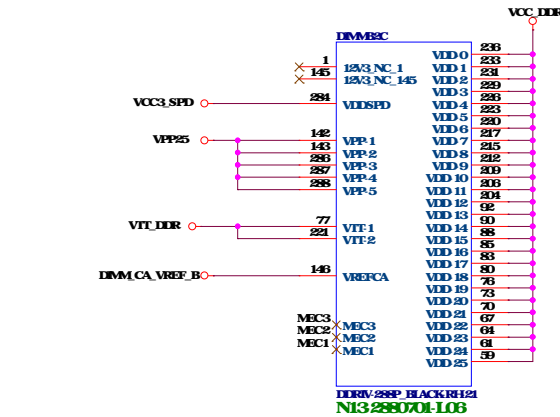 VCC_DDR
DIMMB2C
1 12V3_NC_1
145 12V3_NC_145
VCC3_SPD 284 VDDSPD
VPP25 142 VPP-1
143 VPP-2
286 VPP-3
287 VPP-4
288 VPP-5
VTT_DDR 77 VTT-1
221 VTT-2
DIMM_CA_VREF_B 146 VREFCA
MEC3 MEC3
MEC2 MEC2
MEC1 MEC1
VDD-0 236
VDD-1 233
VDD-2 231
VDD-3 229
VDD-4 226
VDD-5 223
VDD-6 220
VDD-7 217
VDD-8 215
VDD-9 212
VDD-10 209
VDD-11 206
VDD-12 204
VDD-13 92
VDD-14 90
VDD-15 88
VDD-16 85
VDD-17 83
VDD-18 80
VDD-19 76
VDD-20 73
VDD-21 70
VDD-22 67
VDD-23 64
VDD-24 61
VDD-25 59
DDRIV-288P_BLACK-RH-21
N13-2880701-L06